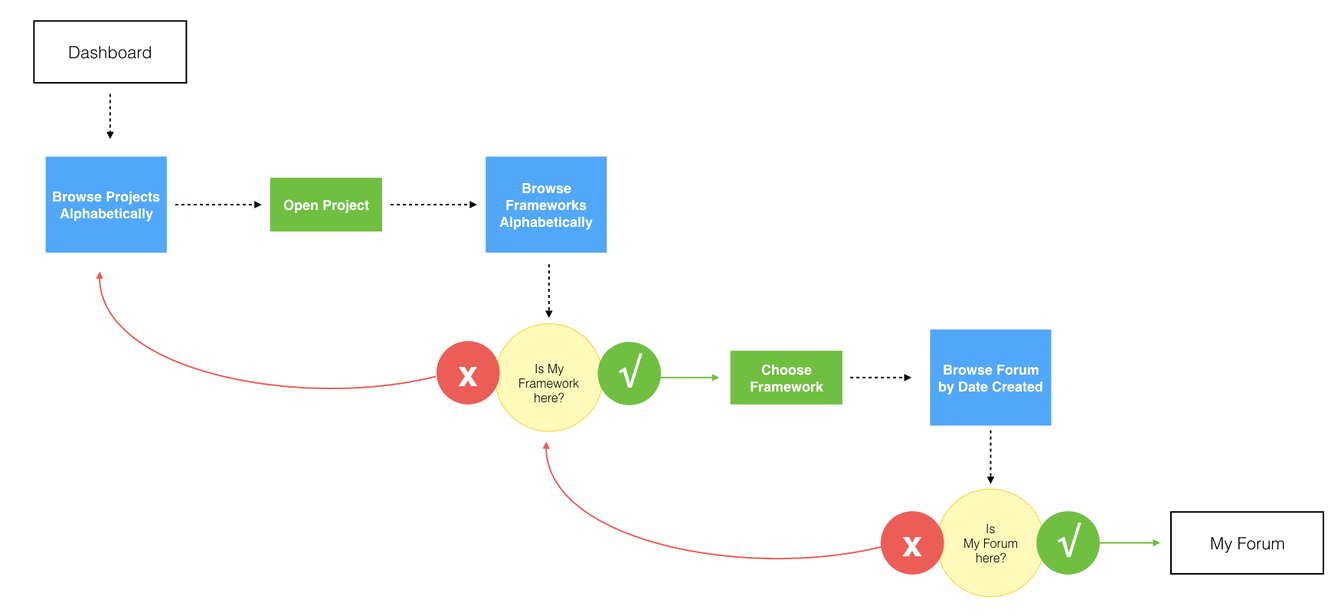 Dashboard
Browse Projects
Alphabetically
Open Project
Browse
Frameworks
Alphabetically
x
Is My
Framework
here?
√
Choose
Framework
Browse Forum
by Date Created
x
Is
My Forum
here?
√
My Forum